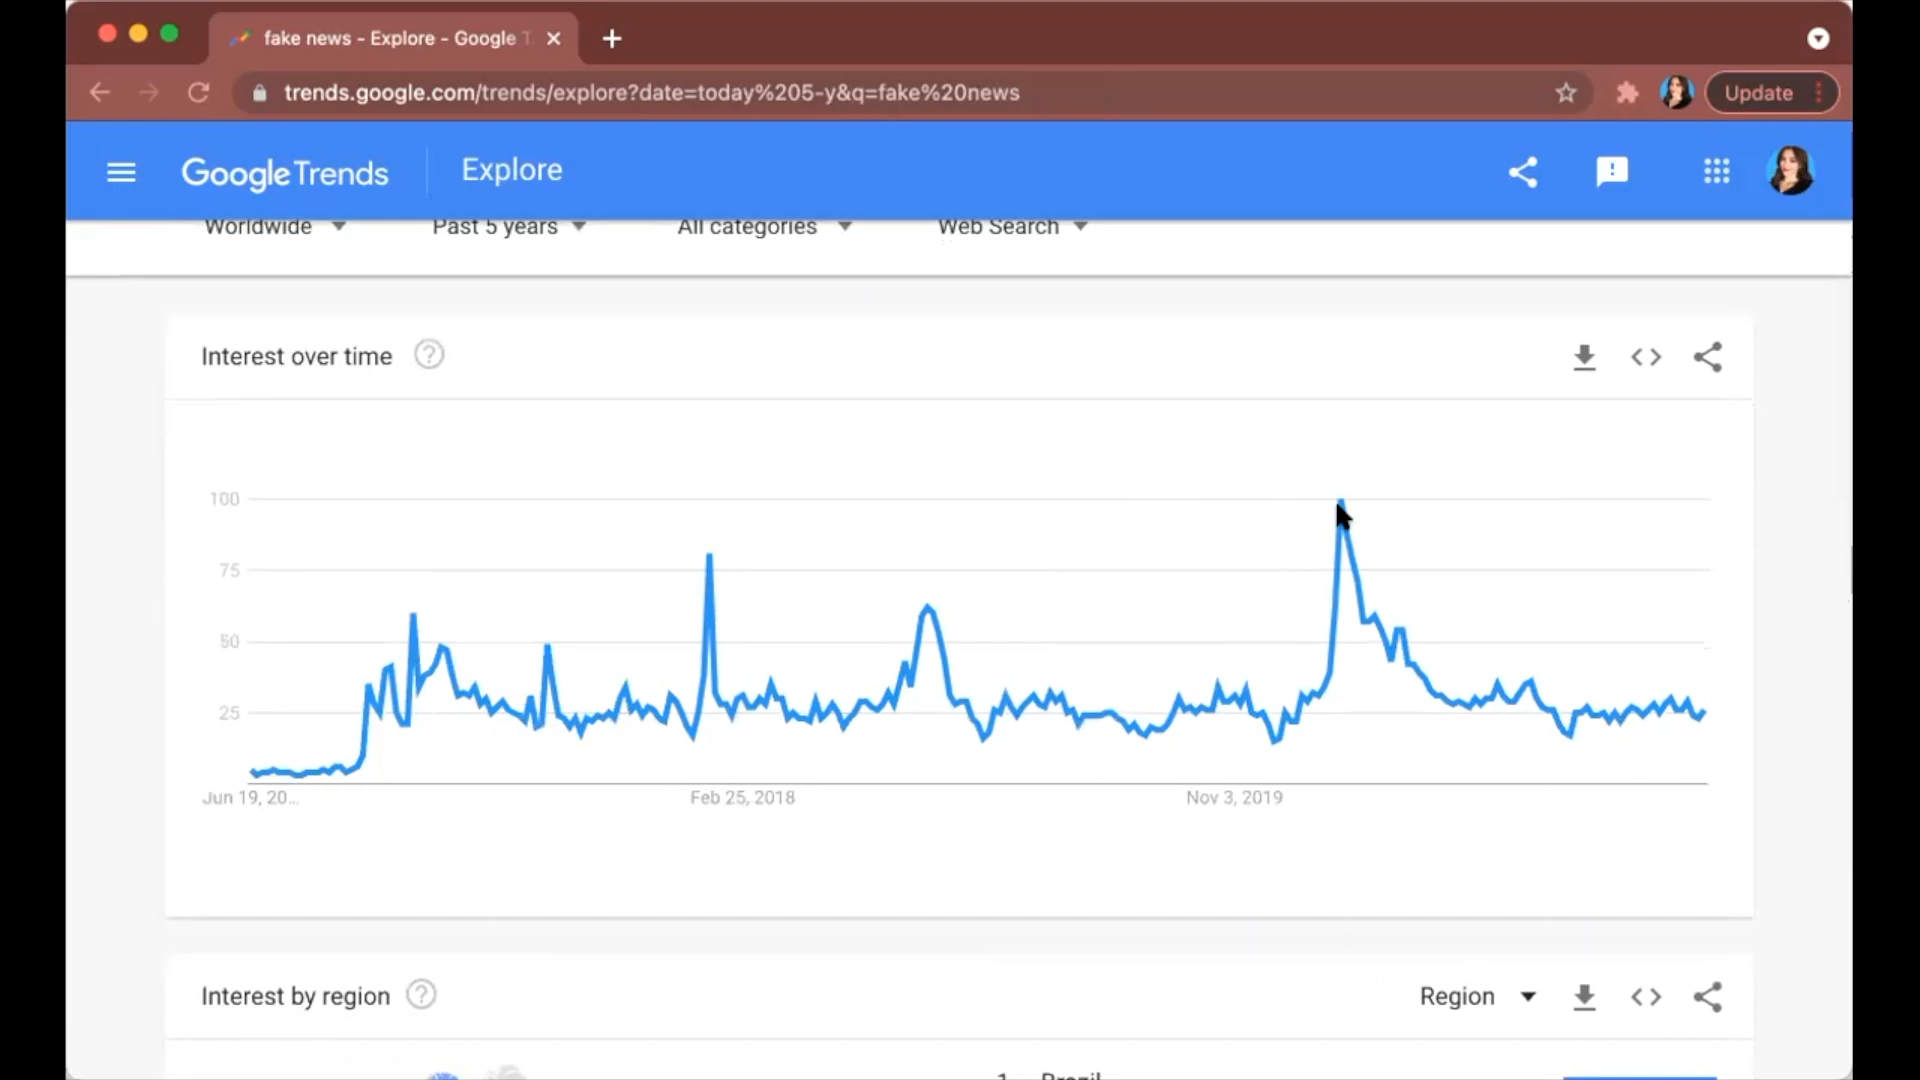 fake news - Explore - Google T
trends.google.com/trends/explore?date=today%205-y&q=fake%20news
Update
Google Trends
Explore
Worldwide
Past 5 years
All categories
Web Search
Interest over time
100
75
50
25
Jun 19, 20...
Feb 25, 2018
Nov 3, 2019
Interest by region
Region
1 Brazil